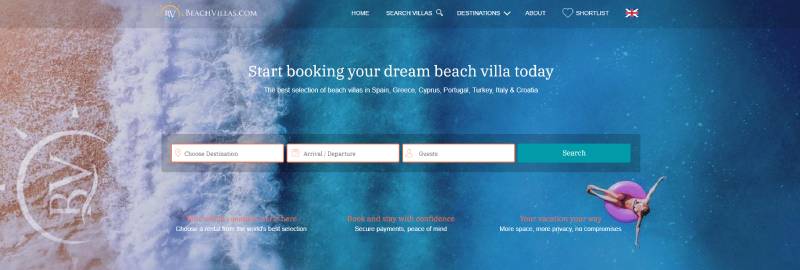 BV
BEACHVILLAS.COM
HOME
SEARCH VILLAS
DESTINATIONS
ABOUT
SHORTLIST
Start booking your dream beach villa today
The best selection of beach villas in Spain, Greece, Cyprus, Portugal, Turkey, Italy & Croatia
Choose Destination
Arrival / Departure
Guests
Search
BV
here
Book and stay with confidence
Your vacation your way
Choose a rental from the world's best selection
Secure payments, peace of mind
More space, more privacy, no compromises